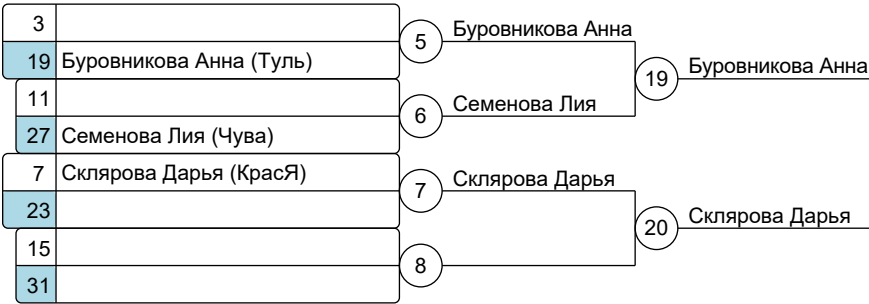 3
5
Буровникова Анна
19 Буровникова Анна (Туль)
19
Буровникова Анна
11
6
Семенова Лия
27 Семенова Лия (Чува)
7 Склярова Дарья (КрасЯ)
7
Склярова Дарья
23
20
Склярова Дарья
15
8
31